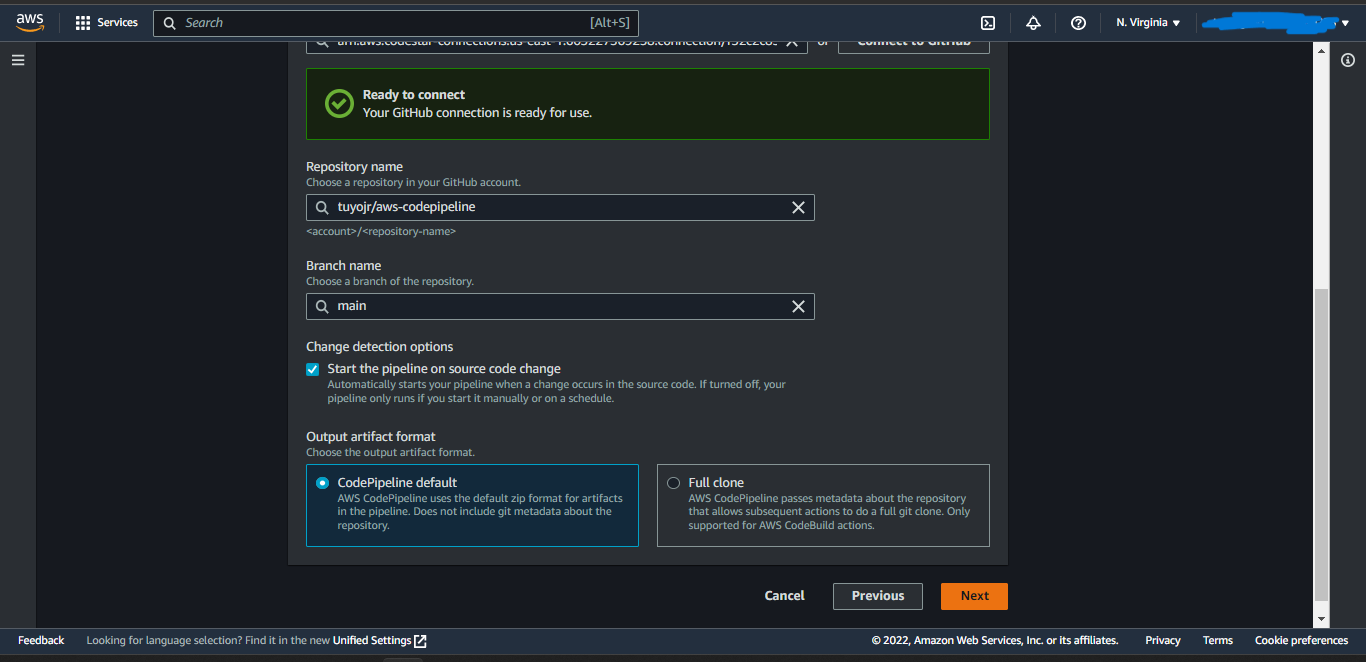 aws
Services
Search
[Alt+S]
N. Virginia
or
Connect to GitHub
Ready to connect
Your GitHub connection is ready for use.
Repository name
Choose a repository in your GitHub account.
tuyojr/aws-codepipeline
<account>/<repository-name>
Branch name
Choose a branch of the repository.
main
Change detection options
Start the pipeline on source code change
Automatically starts your pipeline when a change occurs in the source code. If turned off, your
pipeline only runs if you start it manually or on a schedule.
Output artifact format
Choose the output artifact format.
CodePipeline default
AWS CodePipeline uses the default zip format for artifacts
in the pipeline. Does not include git metadata about the
repository.
Full clone
AWS CodePipeline passes metadata about the repository
that allows subsequent actions to do a full git clone. Only
supported for AWS CodeBuild actions.
Cancel
Previous
Next
Feedback
Looking for language selection? Find it in the new Unified Settings
© 2022, Amazon Web Services, Inc. or its affiliates.
Privacy
Terms
Cookie preferences